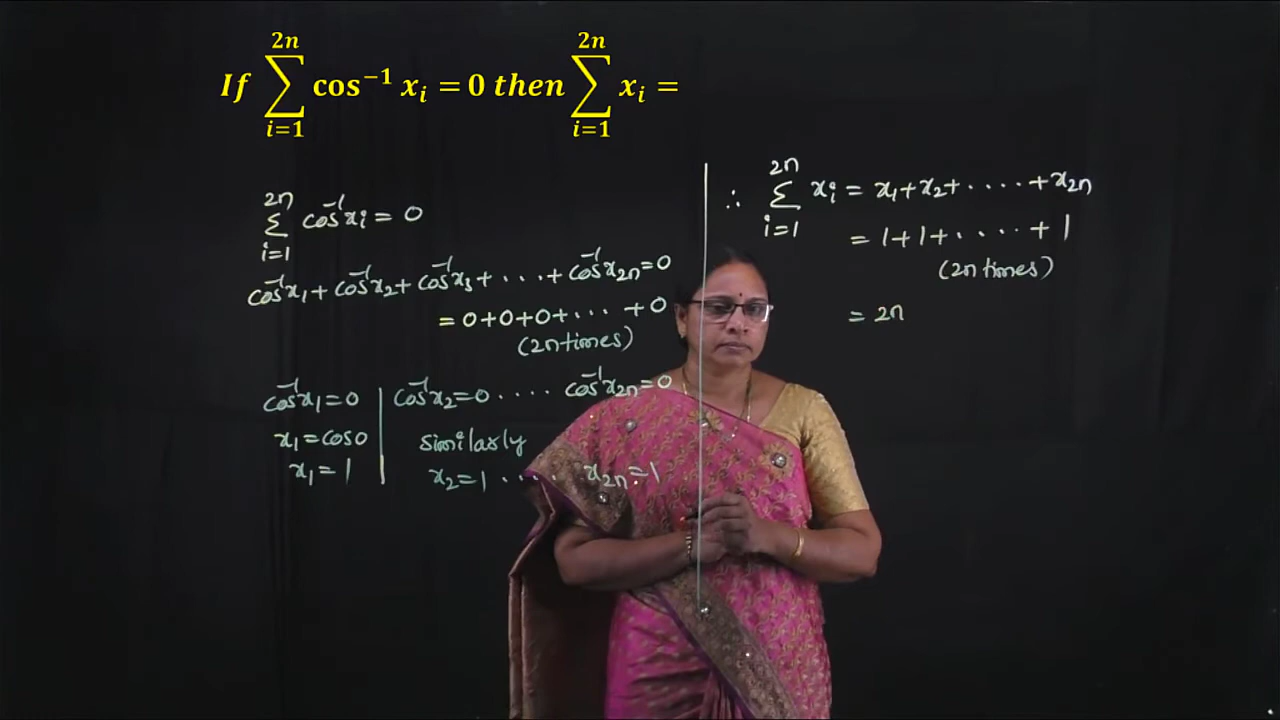 If ∑_{i=1}^{2n} cos⁻¹ xᵢ = 0 then ∑_{i=1}^{2n} xᵢ =
∑_{i=1}^{2n} cos⁻¹xᵢ = 0
cos⁻¹x₁ + cos⁻¹x₂ + cos⁻¹x₃ + . . . + cos⁻¹x₂ₙ = 0
= 0+0+0+ . . . +0
(2n times)
cos⁻¹x₁ = 0 | cos⁻¹x₂ = 0 . . . . cos⁻¹x₂ₙ = 0
x₁ = cos0 | similarly
x₁ = 1 | x₂ = 1 . . . . x₂ₙ = 1
∴ ∑_{i=1}^{2n} xᵢ = x₁ + x₂ + . . . . . + x₂ₙ
= 1 + 1 + . . . . . + 1
(2n times)
= 2n